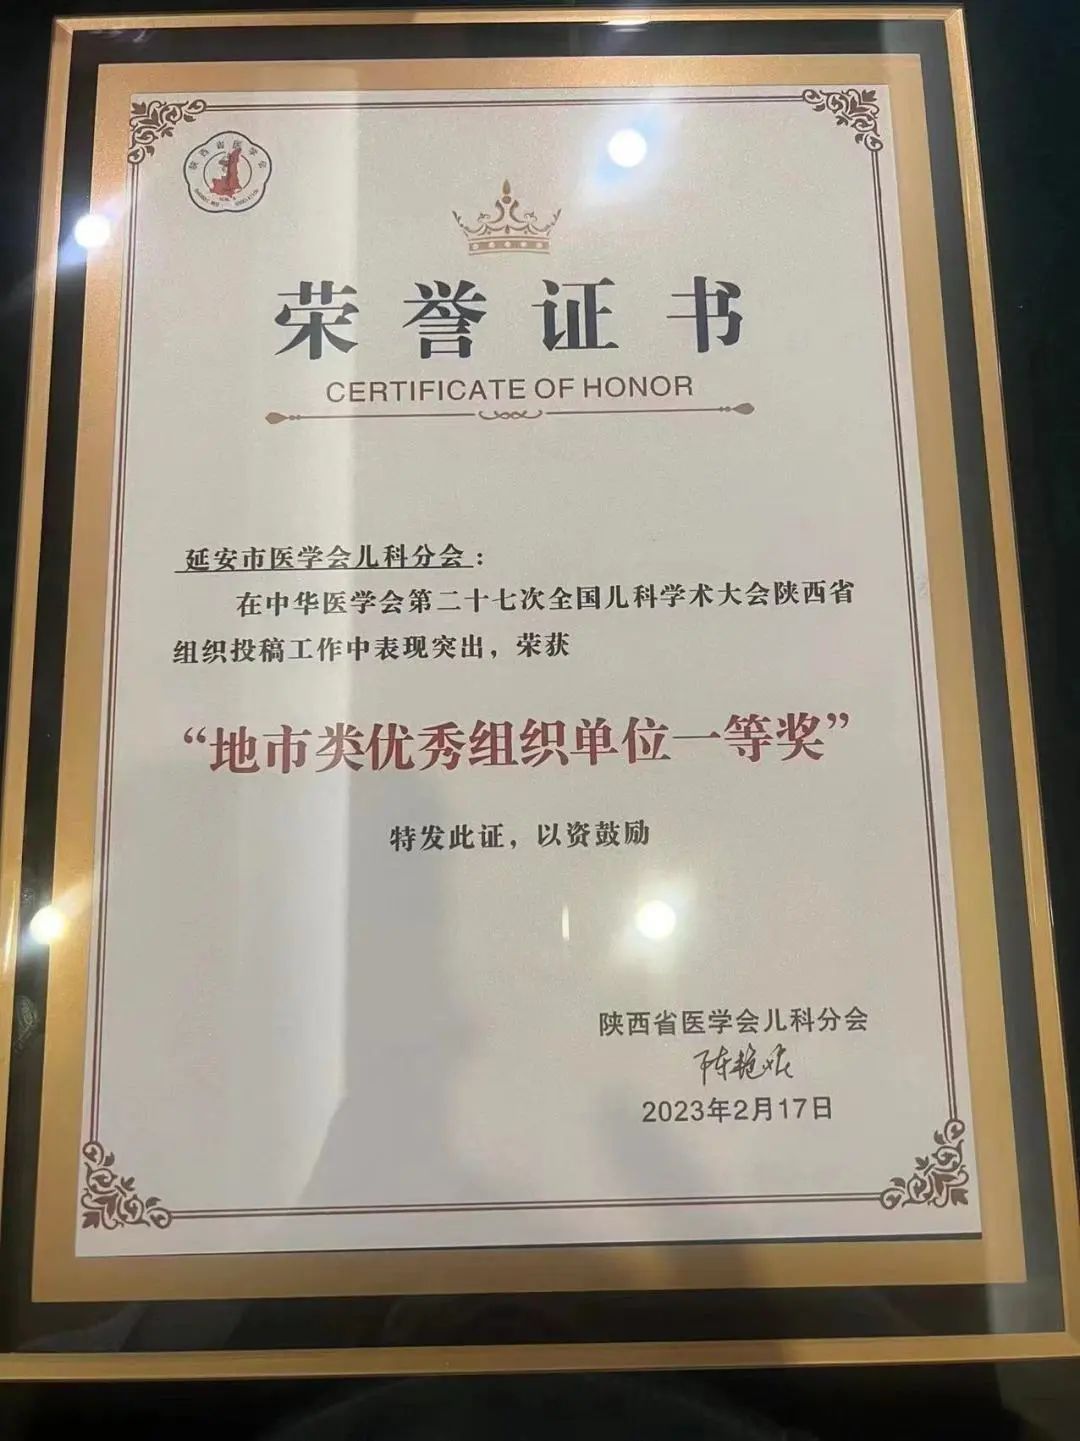 陕西省医学会
荣誉证书
CERTIFICATE OF HONOR
延安市医学会儿科分会：
在中华医学会第二十七次全国儿科学术大会陕西省
组织投稿工作中表现突出，荣获
“地市类优秀组织单位一等奖”
特发此证，以资鼓励
陕西省医学会儿科分会
2023年2月17日